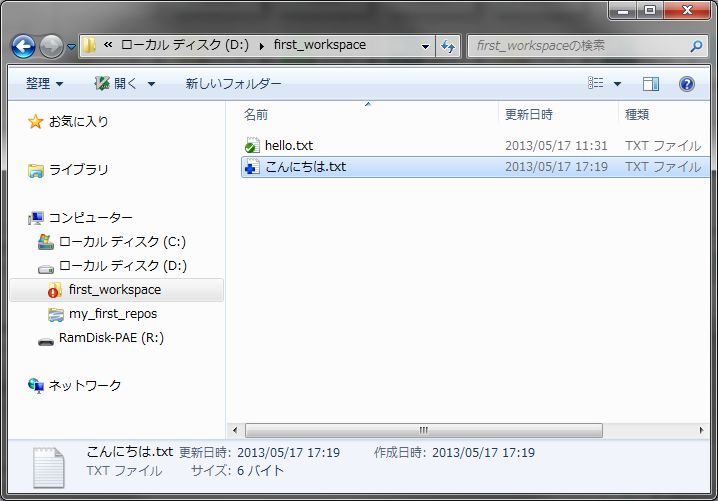 « ローカル ディスク (D:) ▸ first_workspace
first_workspaceの検索
整理 開く 新しいフォルダー
名前 更新日時 種類
お気に入り
hello.txt 2013/05/17 11:31 TXT ファイル
こんにちは.txt 2013/05/17 17:19 TXT ファイル
ライブラリ
コンピューター
ローカル ディスク (C:)
ローカル ディスク (D:)
first_workspace
my_first_repos
RamDisk-PAE (R:)
ネットワーク
こんにちは.txt 更新日時: 2013/05/17 17:19 作成日時: 2013/05/17 17:19
TXT ファイル サイズ: 6 バイト